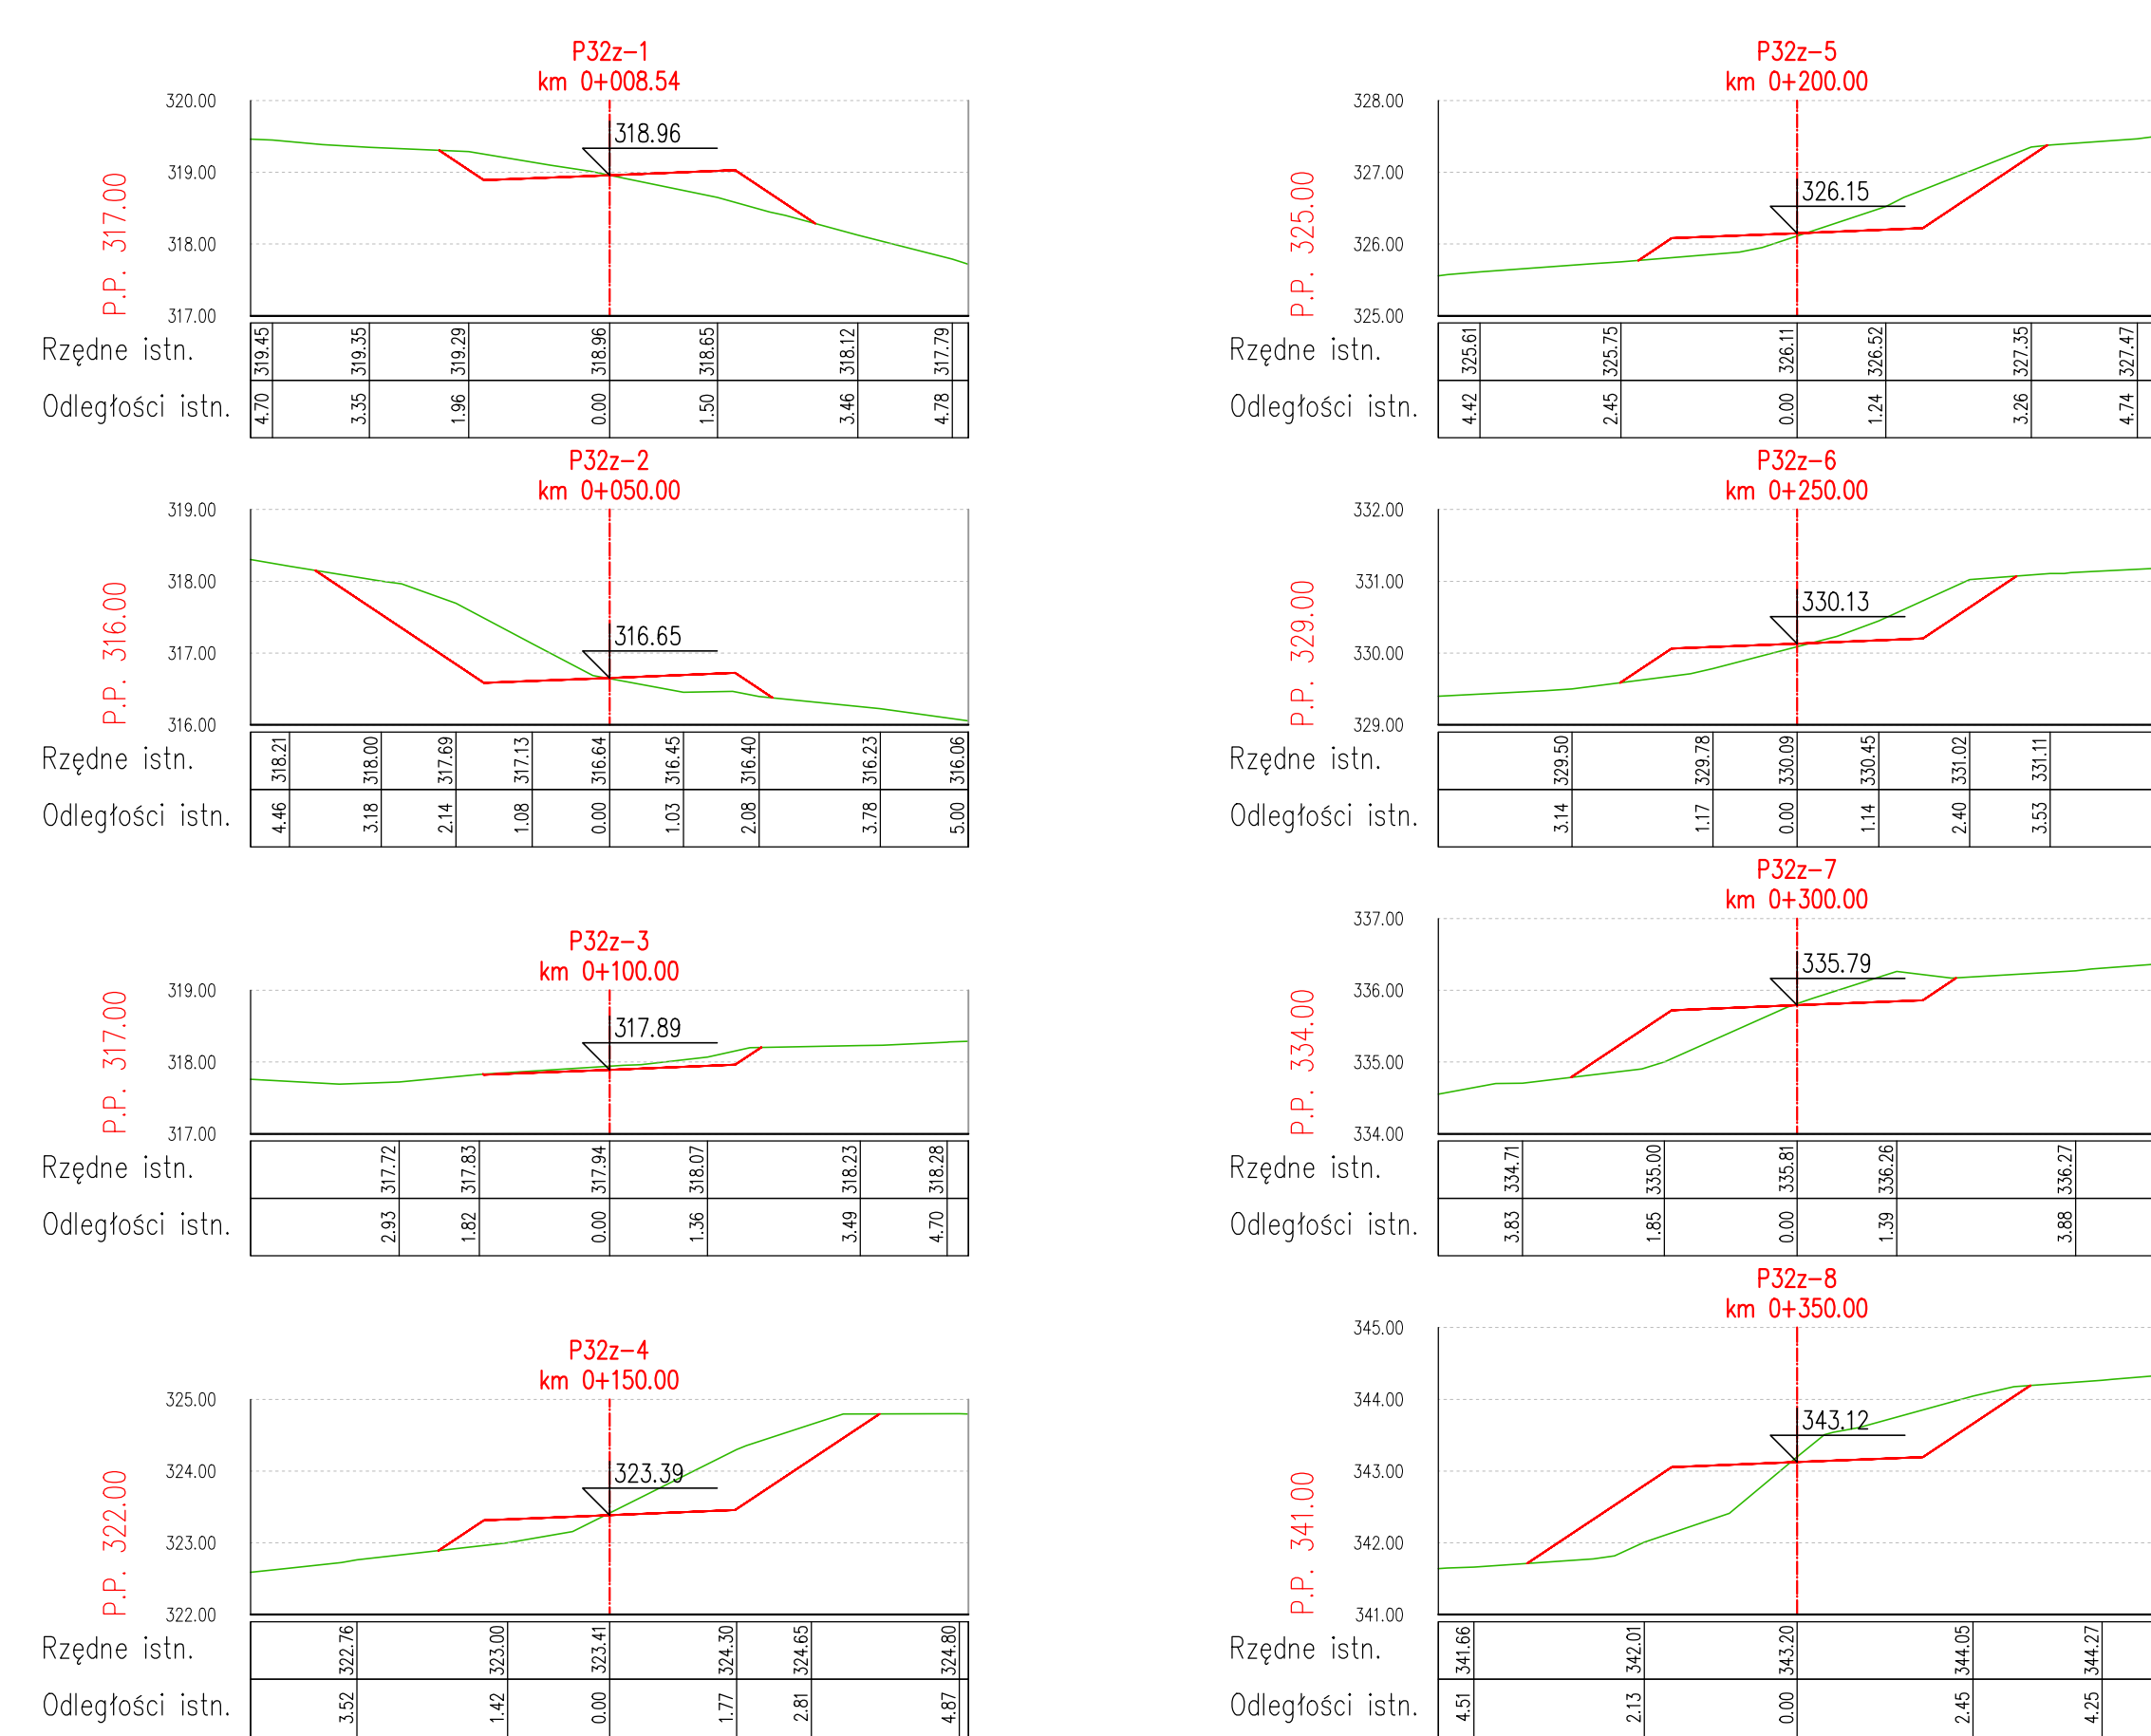 P32z-1
km 0+008.54
320.00
319.00
318.00
317.00
P.P. 317.00
318.96
Rzędne istn. 319.45 319.35 319.29 318.96 318.65 318.12 317.79
Odległości istn. 4.70 3.35 1.96 0.00 1.50 3.46 4.78
P32z-2
km 0+050.00
319.00
318.00
317.00
316.00
P.P. 316.00
316.65
Rzędne istn. 318.21 318.00 317.69 317.13 316.64 316.45 316.40 316.23 316.06
Odległości istn. 4.46 3.18 2.14 1.08 0.00 1.03 2.08 3.78 5.00
P32z-3
km 0+100.00
319.00
318.00
317.00
P.P. 317.00
317.89
Rzędne istn. 317.72 317.83 317.94 318.07 318.23 318.28
Odległości istn. 2.93 1.82 0.00 1.36 3.49 4.70
P32z-4
km 0+150.00
325.00
324.00
323.00
322.00
P.P. 322.00
323.39
Rzędne istn. 322.76 323.00 323.41 324.30 324.65 324.80
Odległości istn. 3.52 1.42 0.00 1.77 2.81 4.87
P32z-5
km 0+200.00
328.00
327.00
326.00
325.00
P.P. 325.00
326.15
Rzędne istn. 325.61 325.75 326.11 326.52 327.35 327.47
Odległości istn. 4.42 2.45 0.00 1.24 3.26 4.74
P32z-6
km 0+250.00
332.00
331.00
330.00
329.00
P.P. 329.00
330.13
Rzędne istn. 329.50 329.78 330.09 330.45 331.02 331.11
Odległości istn. 3.14 1.17 0.00 1.14 2.40 3.53
P32z-7
km 0+300.00
337.00
336.00
335.00
334.00
P.P. 334.00
335.79
Rzędne istn. 334.71 335.00 335.81 336.26 336.27
Odległości istn. 3.83 1.85 0.00 1.39 3.88
P32z-8
km 0+350.00
345.00
344.00
343.00
342.00
341.00
P.P. 341.00
343.12
Rzędne istn. 341.66 342.01 343.20 344.05 344.27
Odległości istn. 4.51 2.13 0.00 2.45 4.25